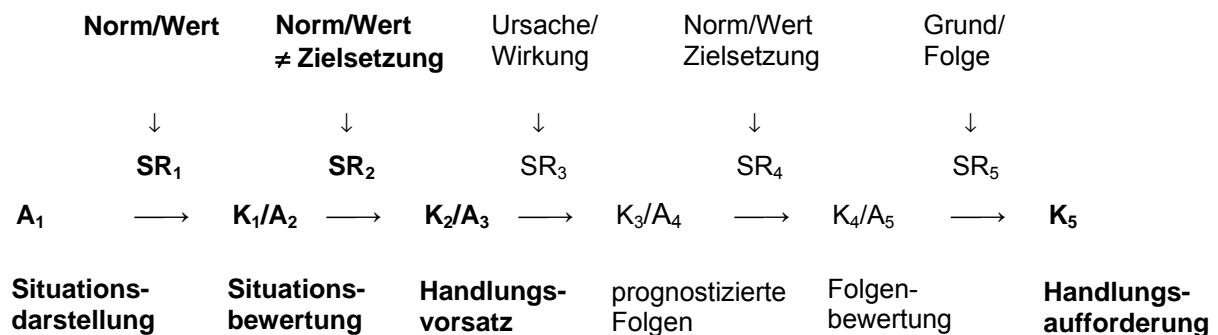 Norm/Wert Norm/Wert Ursache/ Norm/Wert Grund/
≠ Zielsetzung Wirkung Zielsetzung Folge
↓ ↓ ↓ ↓ ↓
SR₁ SR₂ SR₃ SR₄ SR₅
A₁ ⟶ K₁/A₂ ⟶ K₂/A₃ ⟶ K₃/A₄ ⟶ K₄/A₅ ⟶ K₅
Situations- Situations- Handlungs- prognostizierte Folgen- Handlungs-
darstellung bewertung vorsatz Folgen bewertung aufforderung